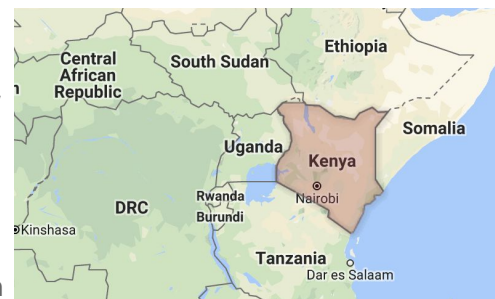 Ethiopia
Central
African
Republic
South Sudan
Somalia
Uganda
Kenya
Nairobi
Rwanda
Burundi
DRC
Kinshasa
Tanzania
Dar es Salaam